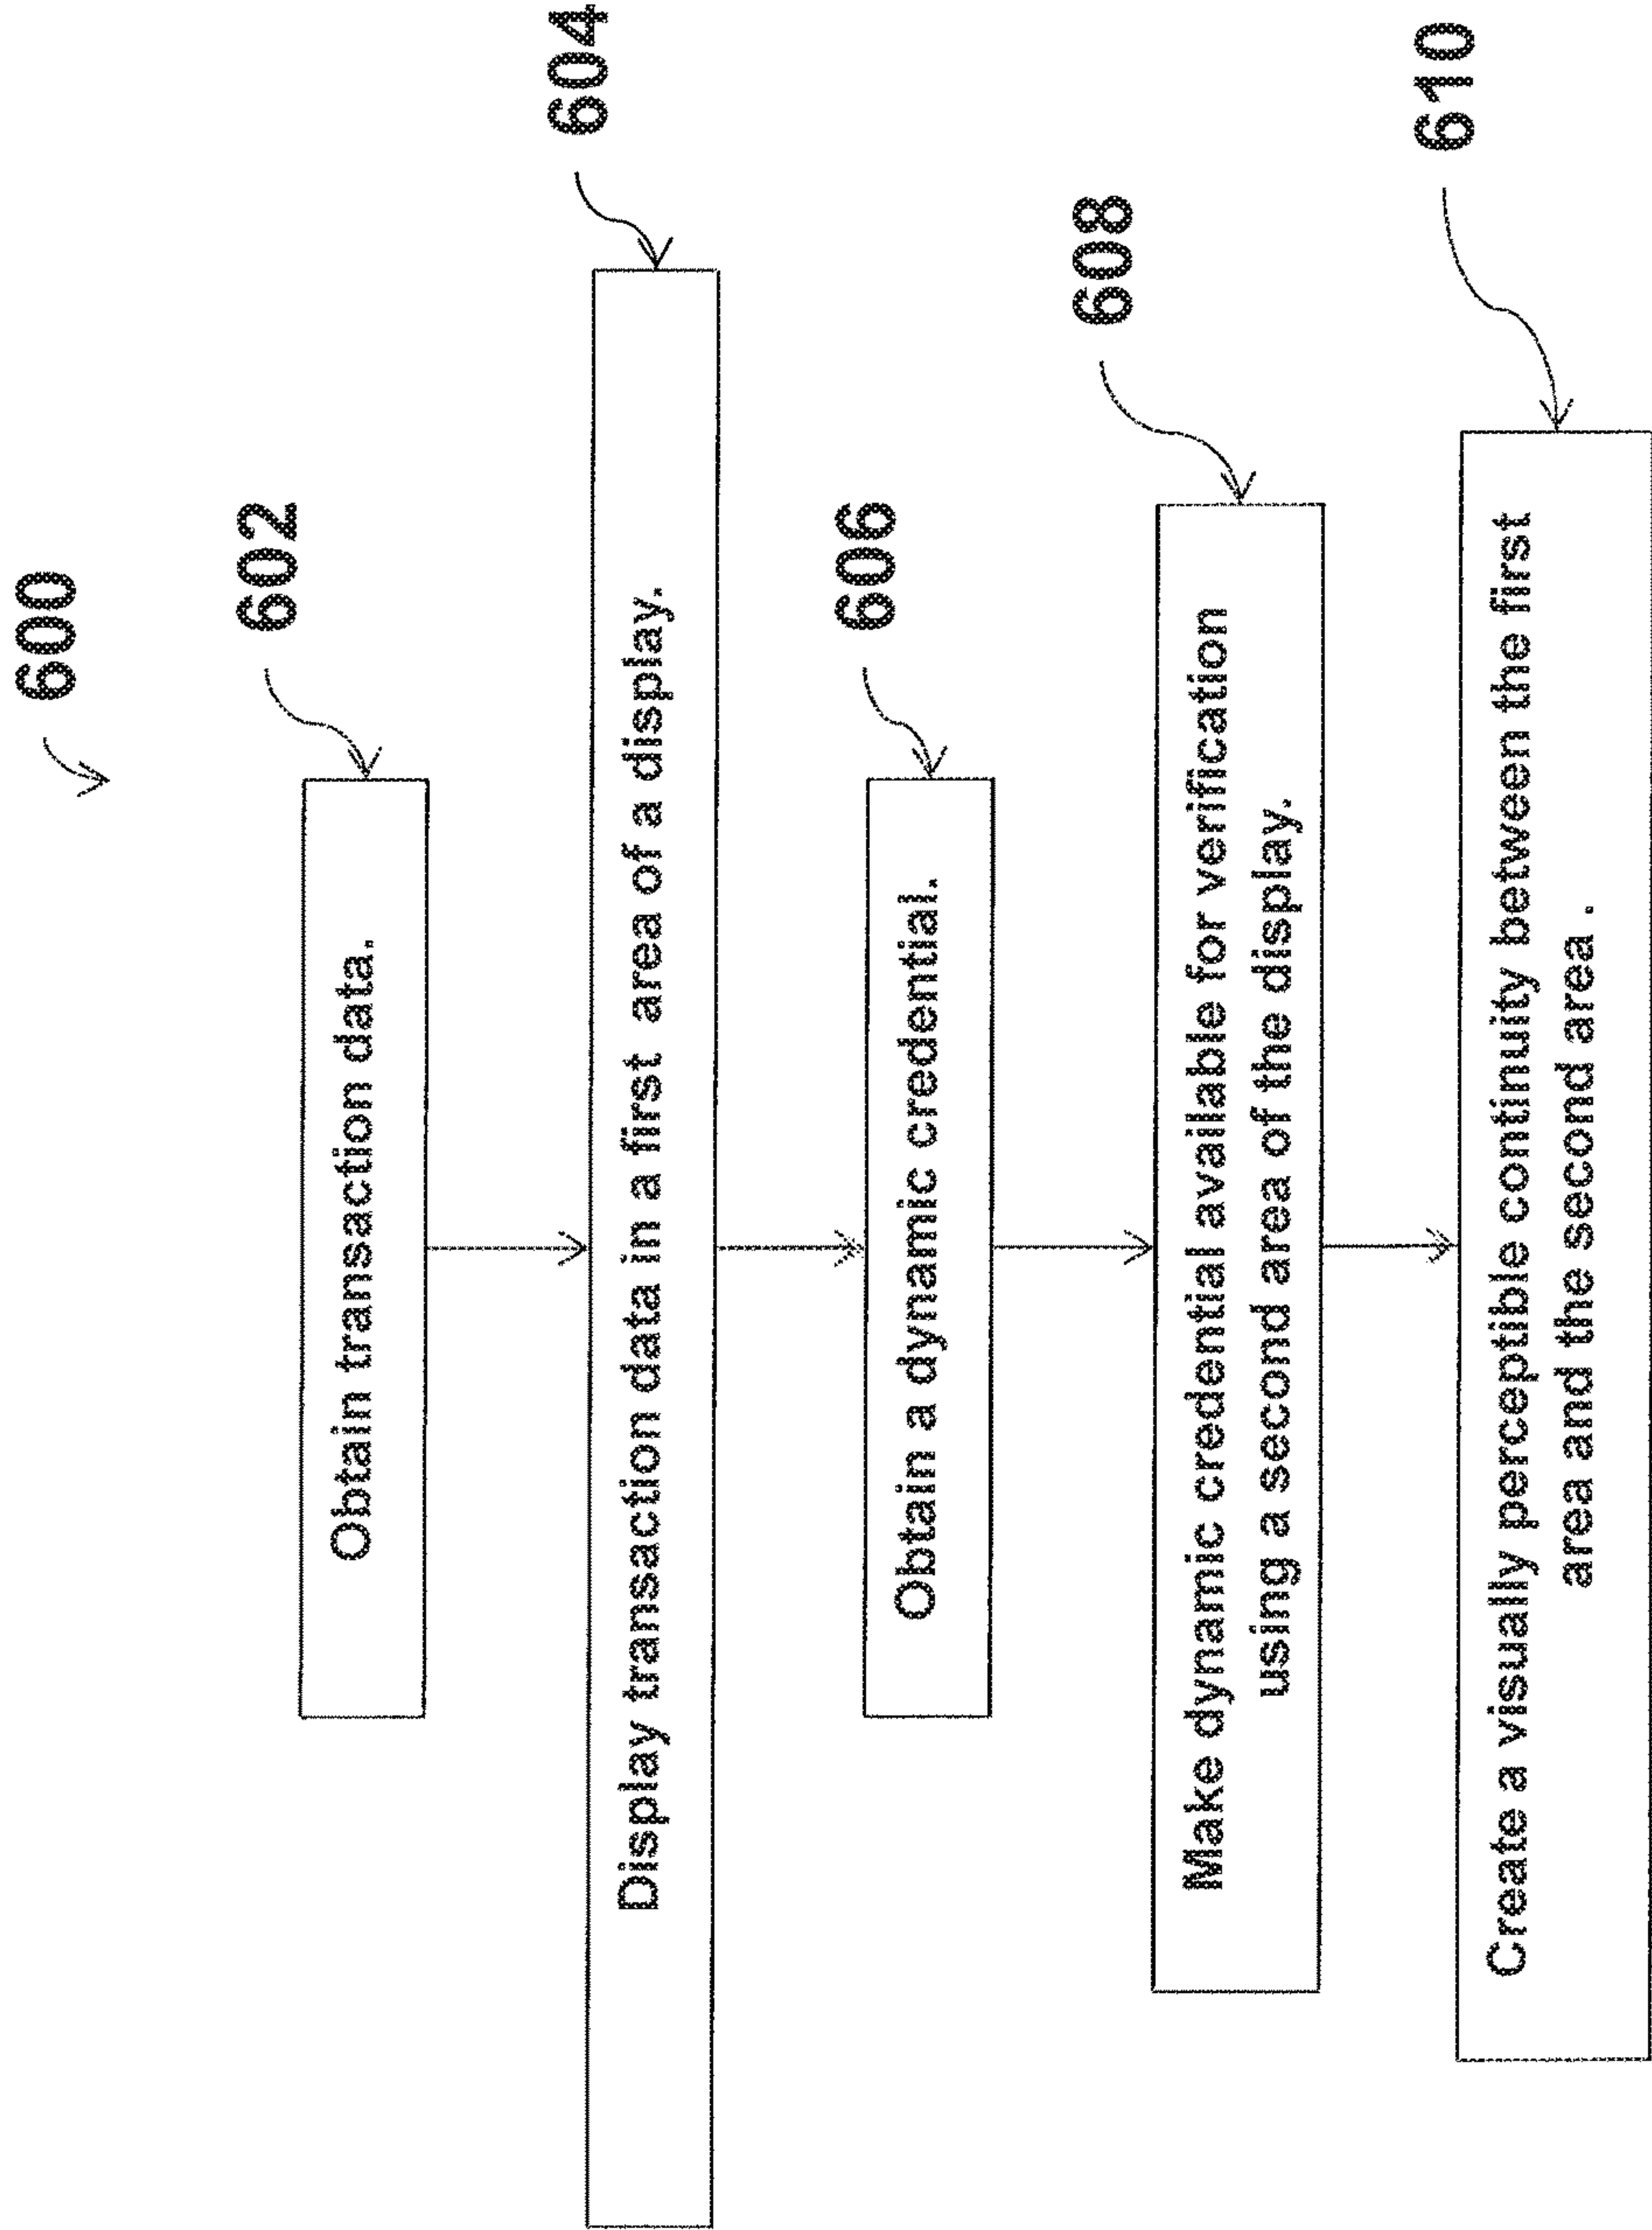 600
602
Obtain transaction data.
604
Display transaction data in a first area of a display.
606
Obtain a dynamic credential.
608
Make dynamic credential available for verification
using a second area of the display.
610
Create a visually perceptible continuity between the first
area and the second area .